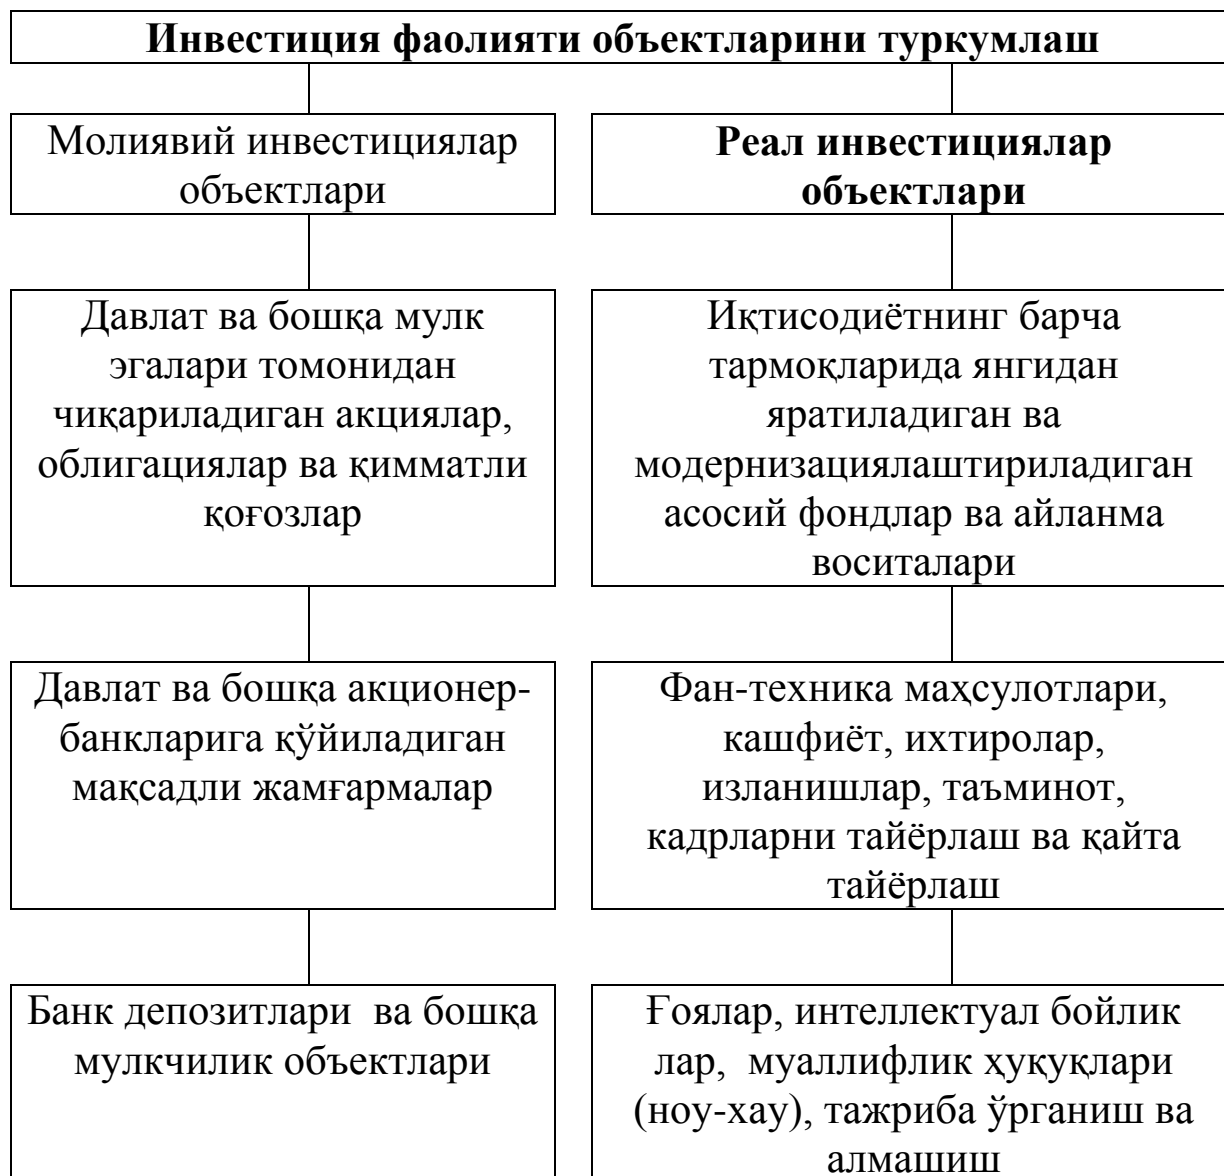 Инвестиция фаолияти объектларини туркумлаш
Молиявий инвестициялар
объектлари
Реал инвестициялар
объектлари
Давлат ва бошқа мулк
эгалари томонидан
чиқариладиган акциялар,
облигациялар ва қимматли
қоғозлар
Иқтисодиётнинг барча
тармоқларида янгидан
яратиладиган ва
модернизациялаштириладиган
асосий фондлар ва айланма
воситалари
Давлат ва бошқа акционер-
банкларига қўйиладиган
мақсадли жамғармалар
Фан-техника маҳсулотлари,
кашфиёт, ихтиролар,
изланишлар, таъминот,
кадрларни тайёрлаш ва қайта
тайёрлаш
Банк депозитлари  ва бошқа
мулкчилик объектлари
Ғоялар, интеллектуал бойлик
лар,  муаллифлик ҳуқуқлари
(ноу-хау), тажриба ўрганиш ва
алмашиш